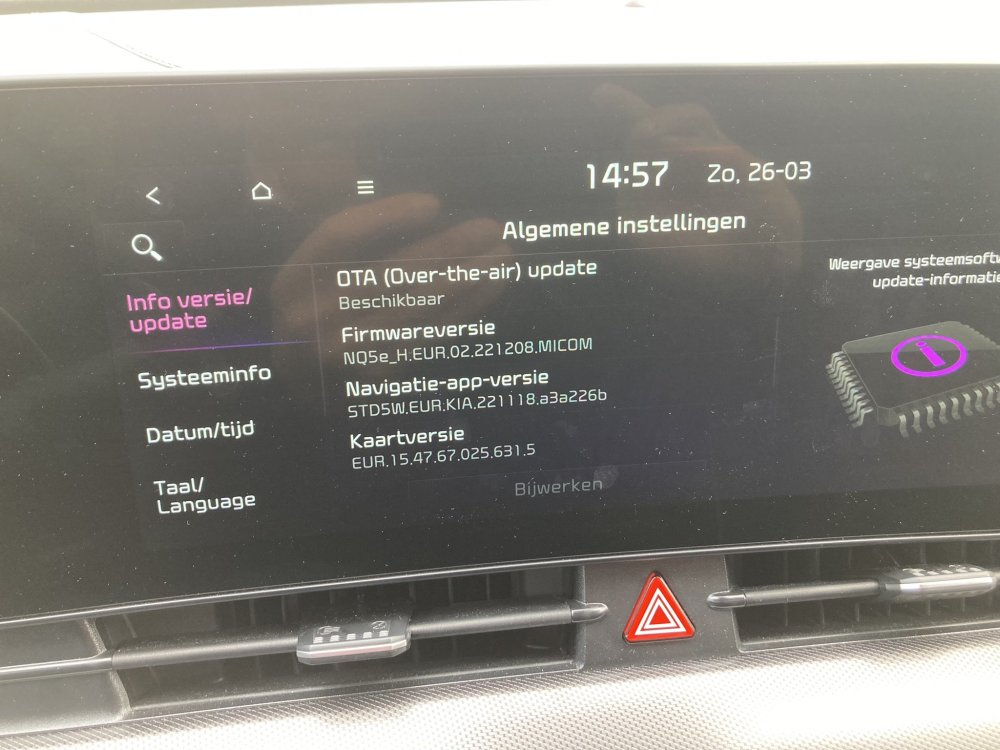 14:57 Zo, 26-03
Algemene instellingen
Info versie/
update
Systeeminfo
Datum/tijd
Taal/
Language
OTA (Over-the-air) update
Beschikbaar
Firmwareversie
NQ5e_H.EUR.02.221208.MICOM
Navigatie-app-versie
STD5W.EUR.KIA.221118.a3a226b
Kaartversie
EUR.15.47.67.025.631.5
Bijwerken
Weergave